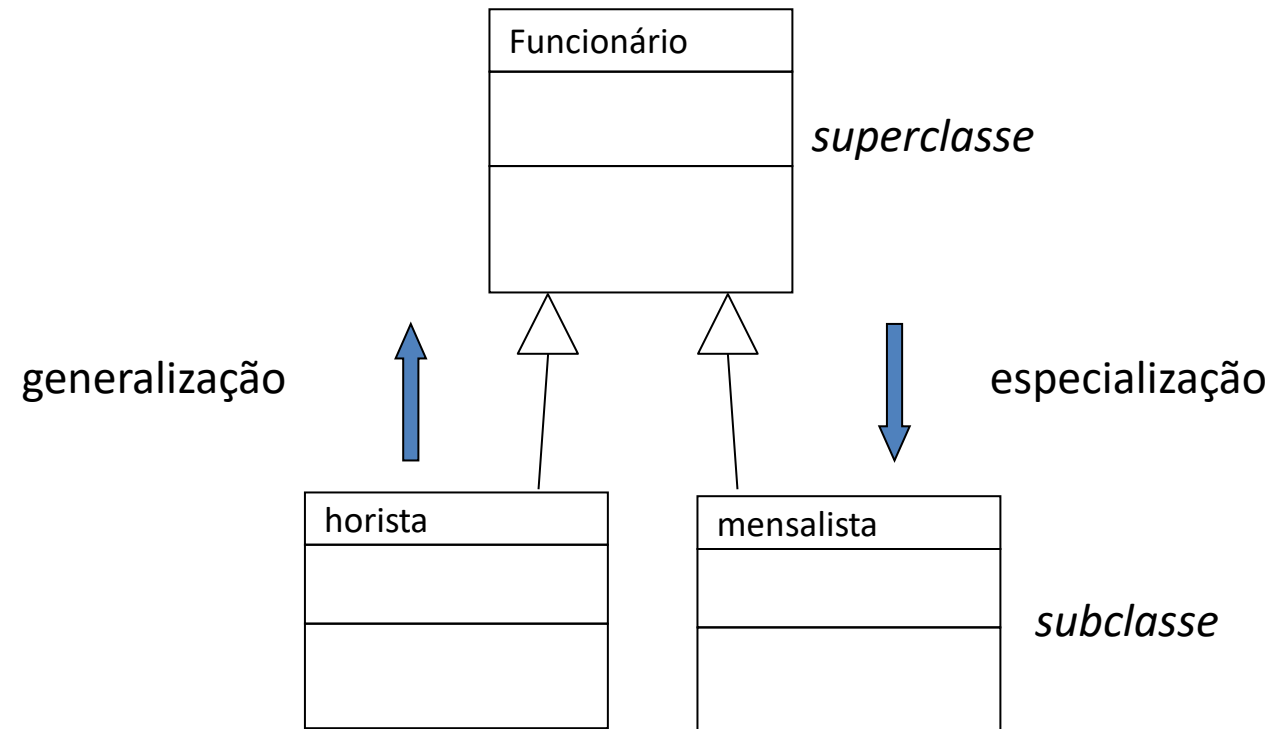 Funcionário
superclasse
generalização
especialização
horista
mensalista
subclasse